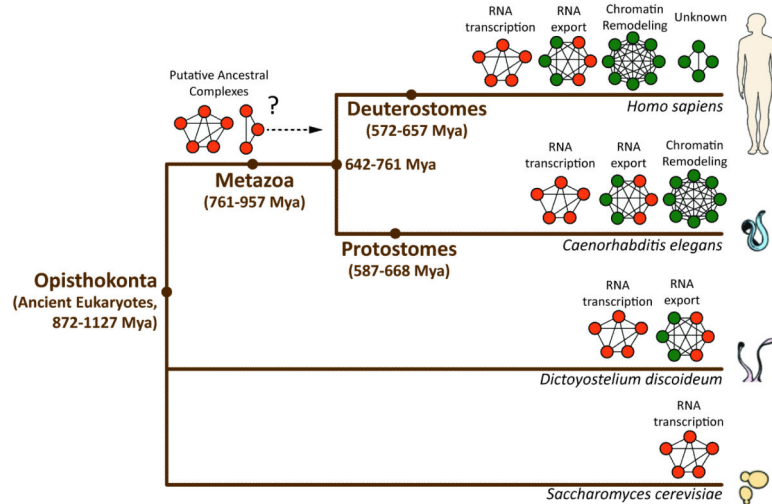 RNA
transcription
RNA
export
Chromatin
Remodeling
Unknown
Putative Ancestral
Complexes
?
Deuterostomes
(572-657 Mya)
Homo sapiens
642-761 Mya
Metazoa
(761-957 Mya)
RNA
transcription
RNA
export
Chromatin
Remodeling
Protostomes
(587-668 Mya)
Caenorhabditis elegans
Opisthokonta
(Ancient Eukaryotes,
872-1127 Mya)
RNA
transcription
RNA
export
Dictoyostelium discoideum
RNA
transcription
Saccharomyces cerevisiae